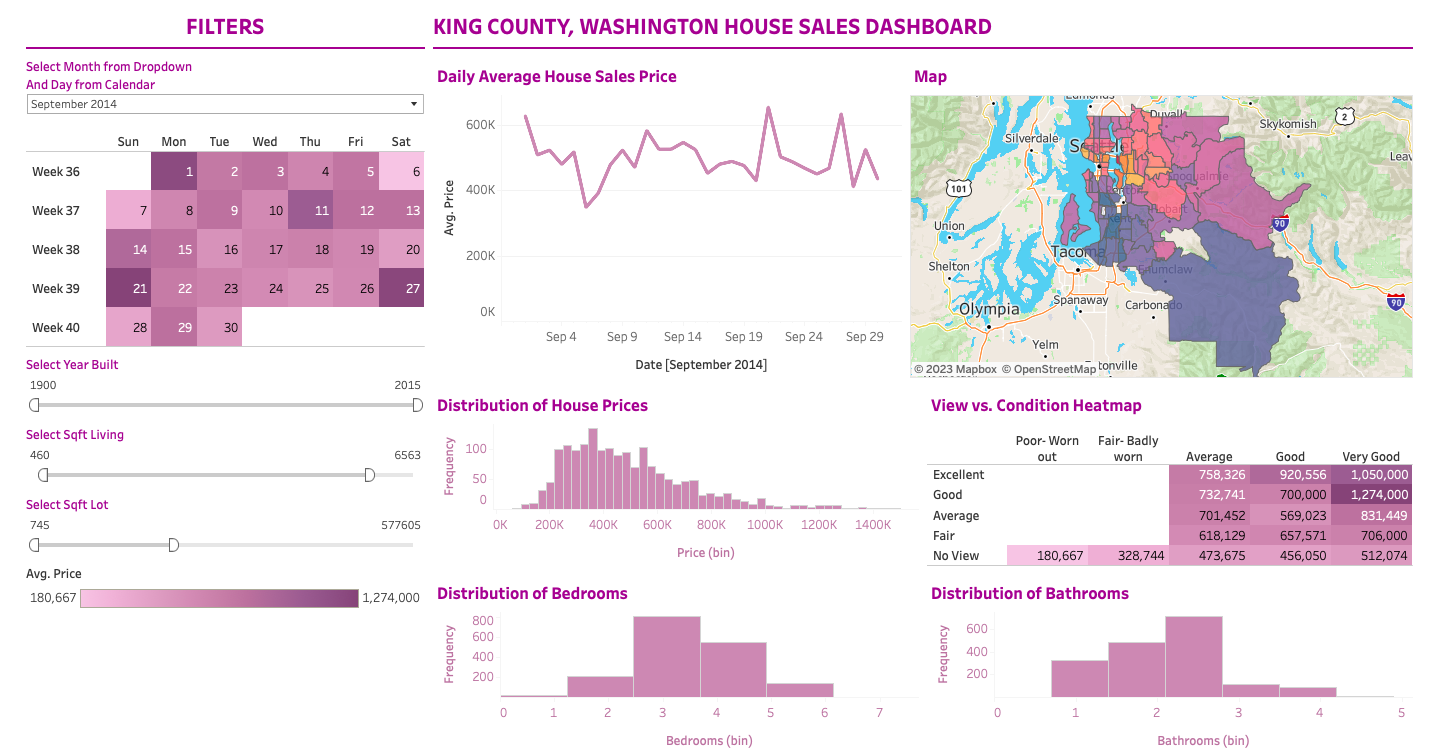 FILTERS
KING COUNTY, WASHINGTON HOUSE SALES DASHBOARD
Select Month from Dropdown
And Day from Calendar
September 2014
Sun Mon Tue Wed Thu Fri Sat
Week 36 1 2 3 4 5 6
Week 37 7 8 9 10 11 12 13
Week 38 14 15 16 17 18 19 20
Week 39 21 22 23 24 25 26 27
Week 40 28 29 30
Select Year Built
1900 2015
Select Sqft Living
460 6563
Select Sqft Lot
745 577605
Avg. Price
180,667 1,274,000
Daily Average House Sales Price
Avg. Price
600K
400K
200K
0K
Sep 4 Sep 9 Sep 14 Sep 19 Sep 24 Sep 29
Date [September 2014]
Map
Edmonds
Duvall
Skykomish
2
Silverdale
Leav
101
Snoqualmie
Renton
Hobart
Kent
Union
90
Tacoma
Shelton
Enumclaw
Spanaway
Carbonado
90
Olympia
Yelm
© 2023 Mapbox © OpenStreetMap
tonville
Distribution of House Prices
Frequency
100
50
0
0K 200K 400K 600K 800K 1000K 1200K 1400K
Price (bin)
View vs. Condition Heatmap
Poor- Worn Fair- Badly
out worn Average Good Very Good
Excellent 758,326 920,556 1,050,000
Good 732,741 700,000 1,274,000
Average 701,452 569,023 831,449
Fair 618,129 657,571 706,000
No View 180,667 328,744 473,675 456,050 512,074
Distribution of Bedrooms
Frequency
800
600
400
200
0 1 2 3 4 5 6 7
Bedrooms (bin)
Distribution of Bathrooms
Frequency
600
400
200
0 1 2 3 4 5
Bathrooms (bin)